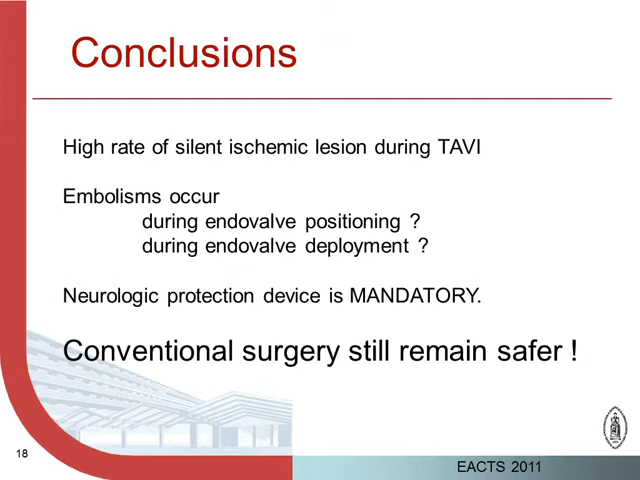 Conclusions
High rate of silent ischemic lesion during TAVI
Embolisms occur
during endovalve positioning ?
during endovalve deployment ?
Neurologic protection device is MANDATORY.
Conventional surgery still remain safer !
18
EACTS 2011